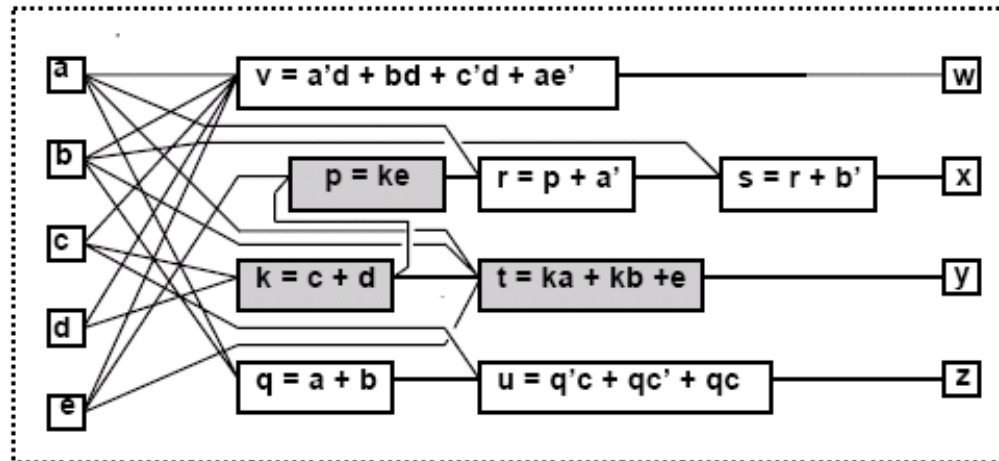 a
v = a'd + bd + c'd + ae'
w
b
p = ke
r = p + a'
s = r + b'
x
c
k = c + d
t = ka + kb +e
y
d
e
q = a + b
u = q'c + qc' + qc
z